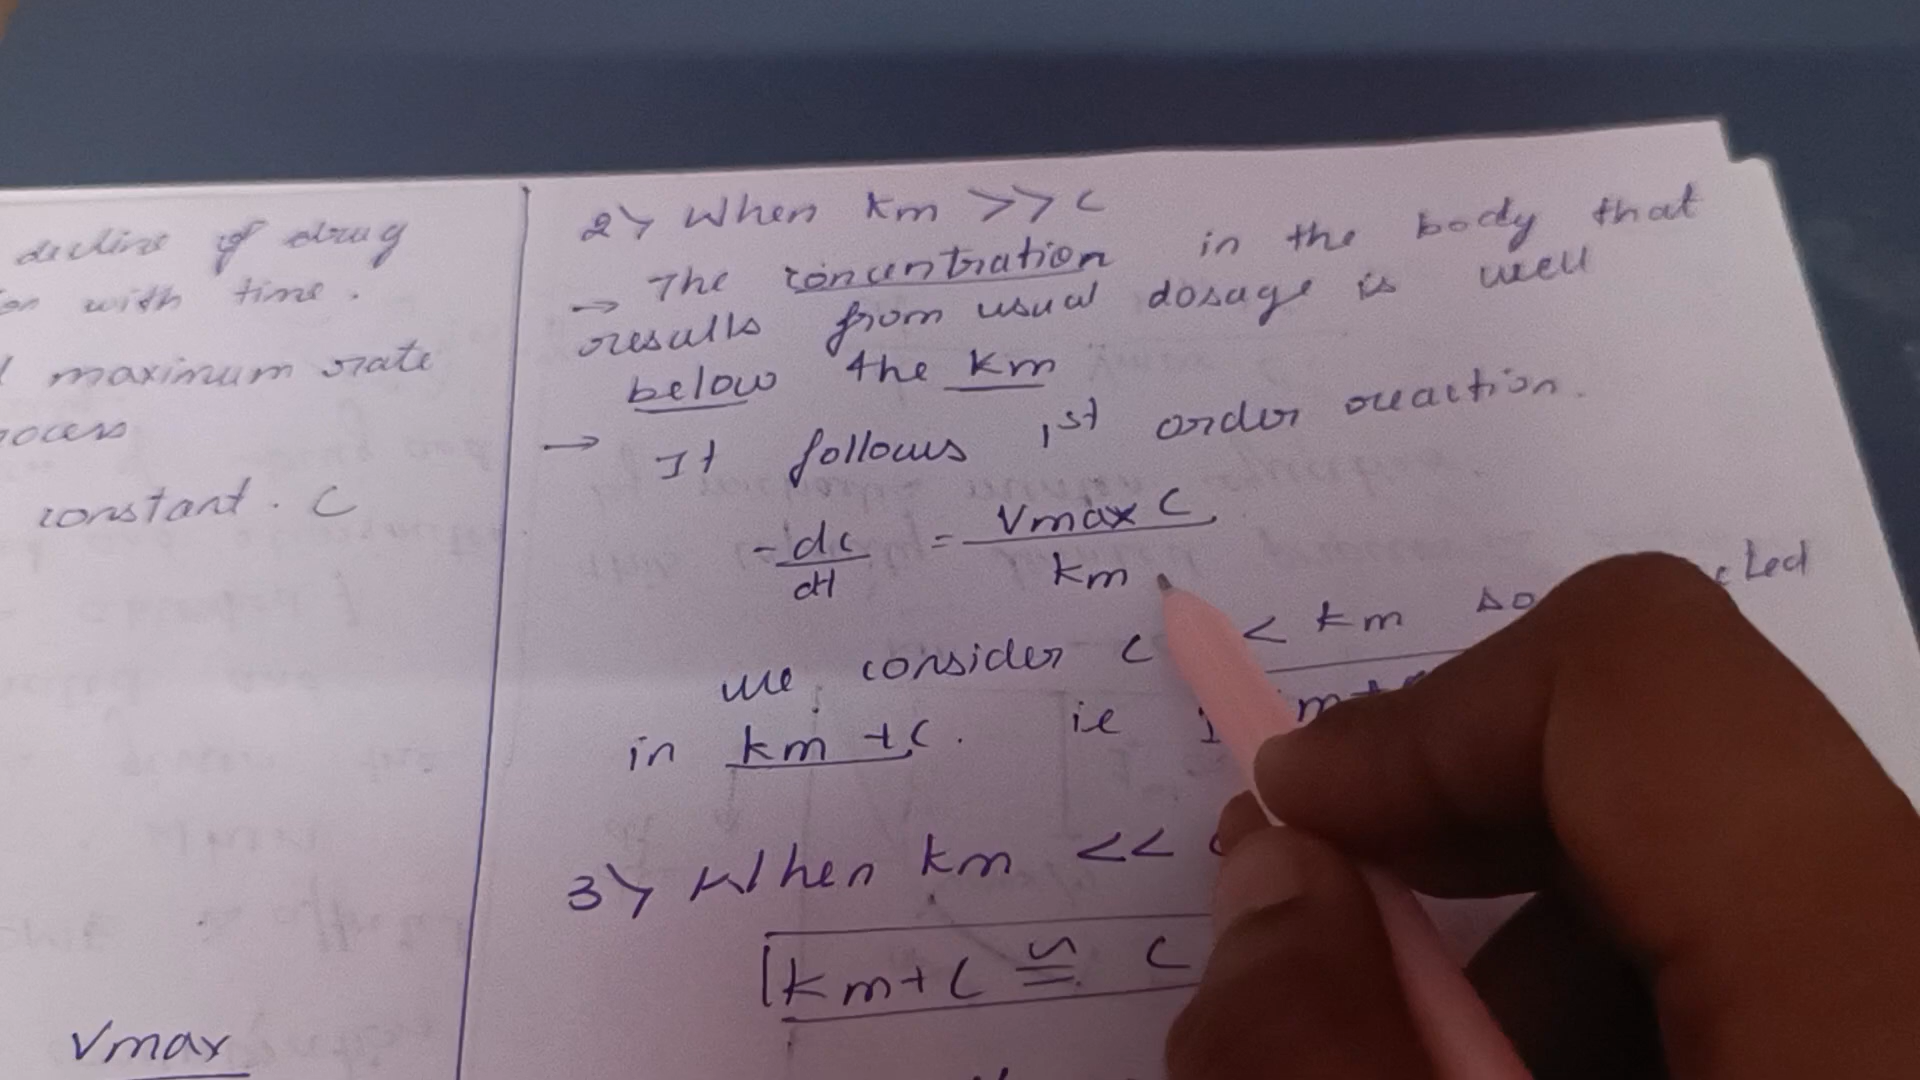 decline of drug
with time.
maximum rate
constant. C
Vmax
2> When km >> C
→ The concentration in the body that
results from usual dosage is well
below the km
→ It follows 1st order reaction.
-dc/dt = Vmax C / km
we consider C < km so
in km + C. ie
3> When km <<
km + C ≅ C